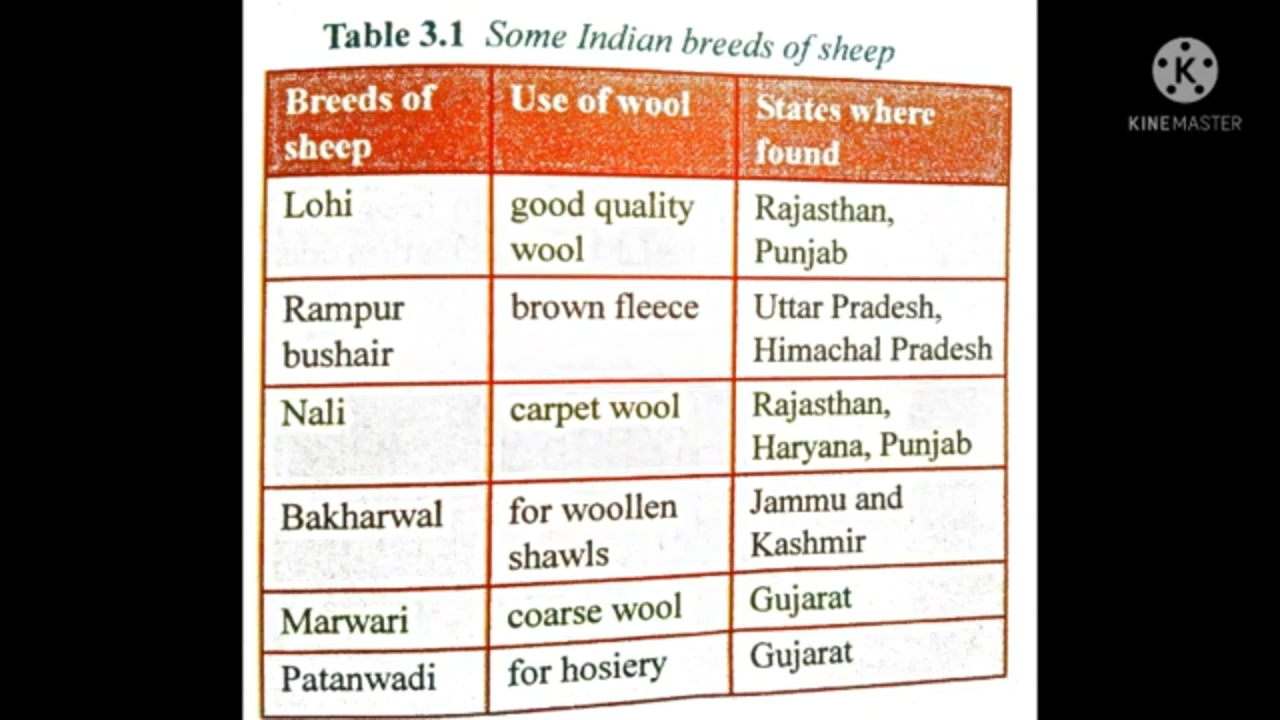 Table 3.1 Some Indian breeds of sheep
Breeds of sheep Use of wool States where found
Lohi good quality wool Rajasthan, Punjab
Rampur bushair brown fleece Uttar Pradesh, Himachal Pradesh
Nali carpet wool Rajasthan, Haryana, Punjab
Bakharwal for woollen shawls Jammu and Kashmir
Marwari coarse wool Gujarat
Patanwadi for hosiery Gujarat
K
KINEMASTER